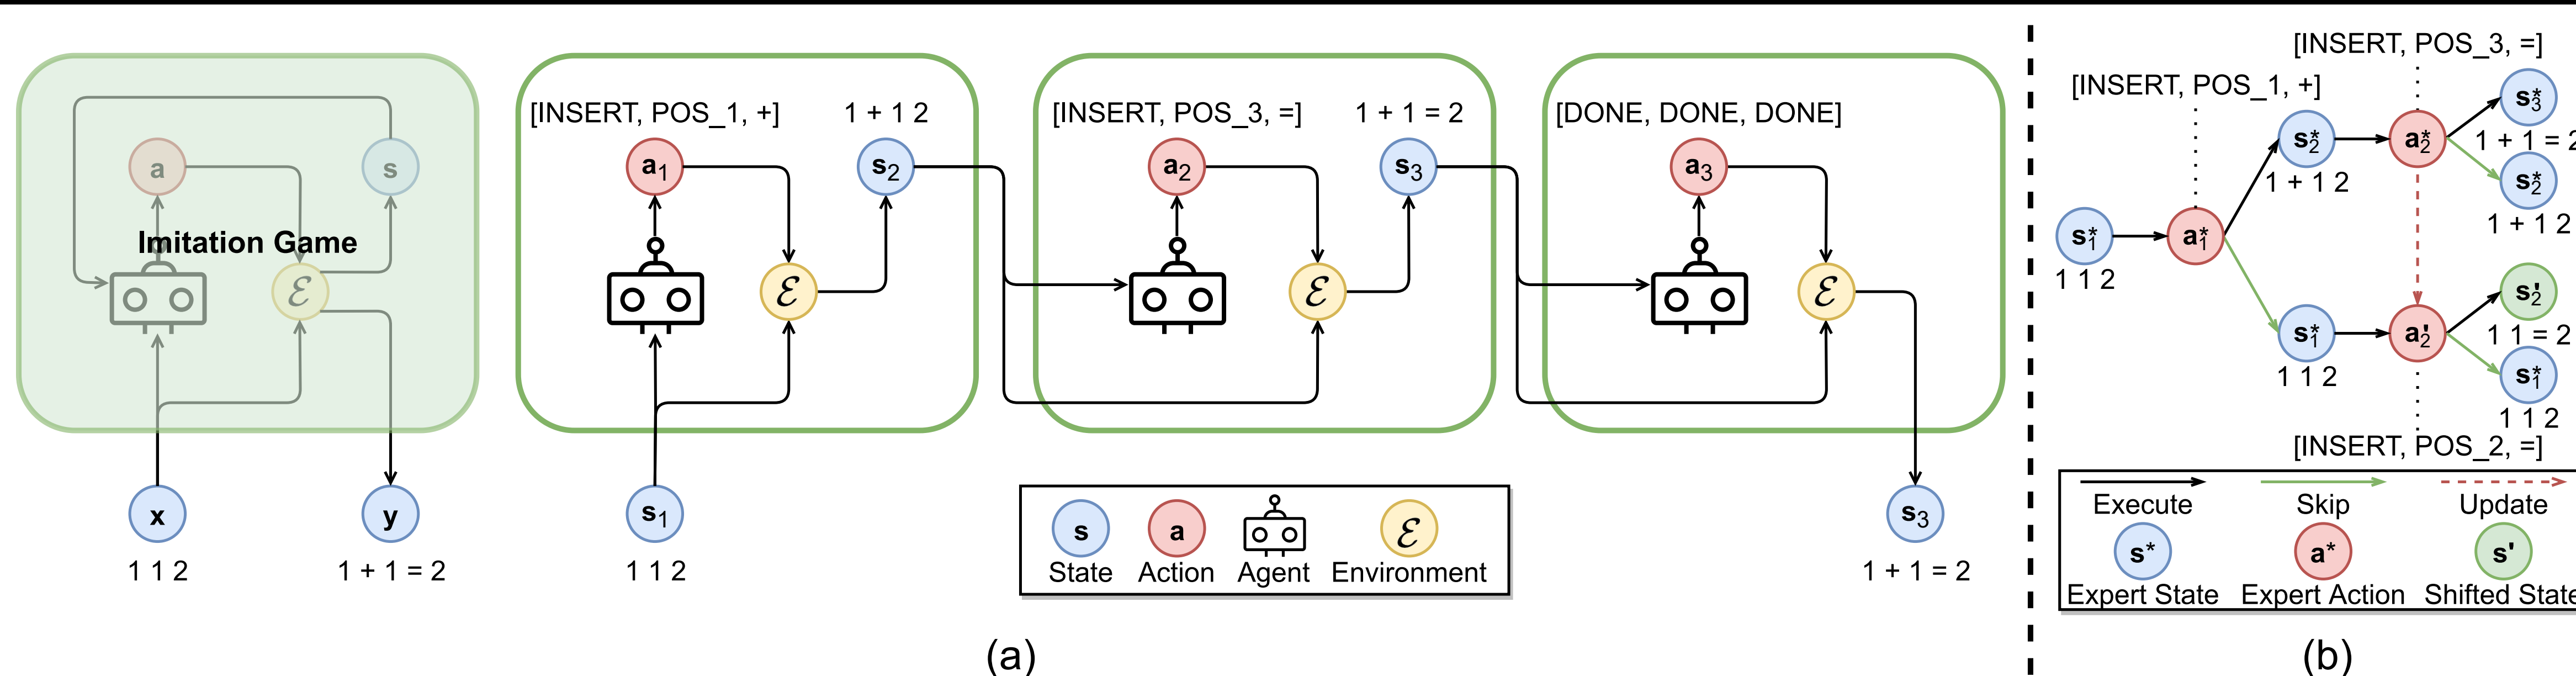 Imitation Game
a
s
ℰ
x
1 1 2
y
1 + 1 = 2
[INSERT, POS_1, +]
1 + 1 2
a1
s2
ℰ
s1
1 1 2
[INSERT, POS_3, =]
1 + 1 = 2
a2
s3
ℰ
[DONE, DONE, DONE]
a3
ℰ
s3
1 + 1 = 2
s
a
ℰ
State
Action
Agent
Environment
(a)
[INSERT, POS_3, =]
[INSERT, POS_1, +]
s*1
1 1 2
a*1
s*2
1 + 1 2
a*2
s*3
1 + 1 = 2
s*2
1 + 1 2
s*1
1 1 2
a'2
s'2
1 1 = 2
s*1
1 1 2
[INSERT, POS_2, =]
Execute
Skip
Update
s*
a*
s'
Expert State
Expert Action
Shifted State
(b)